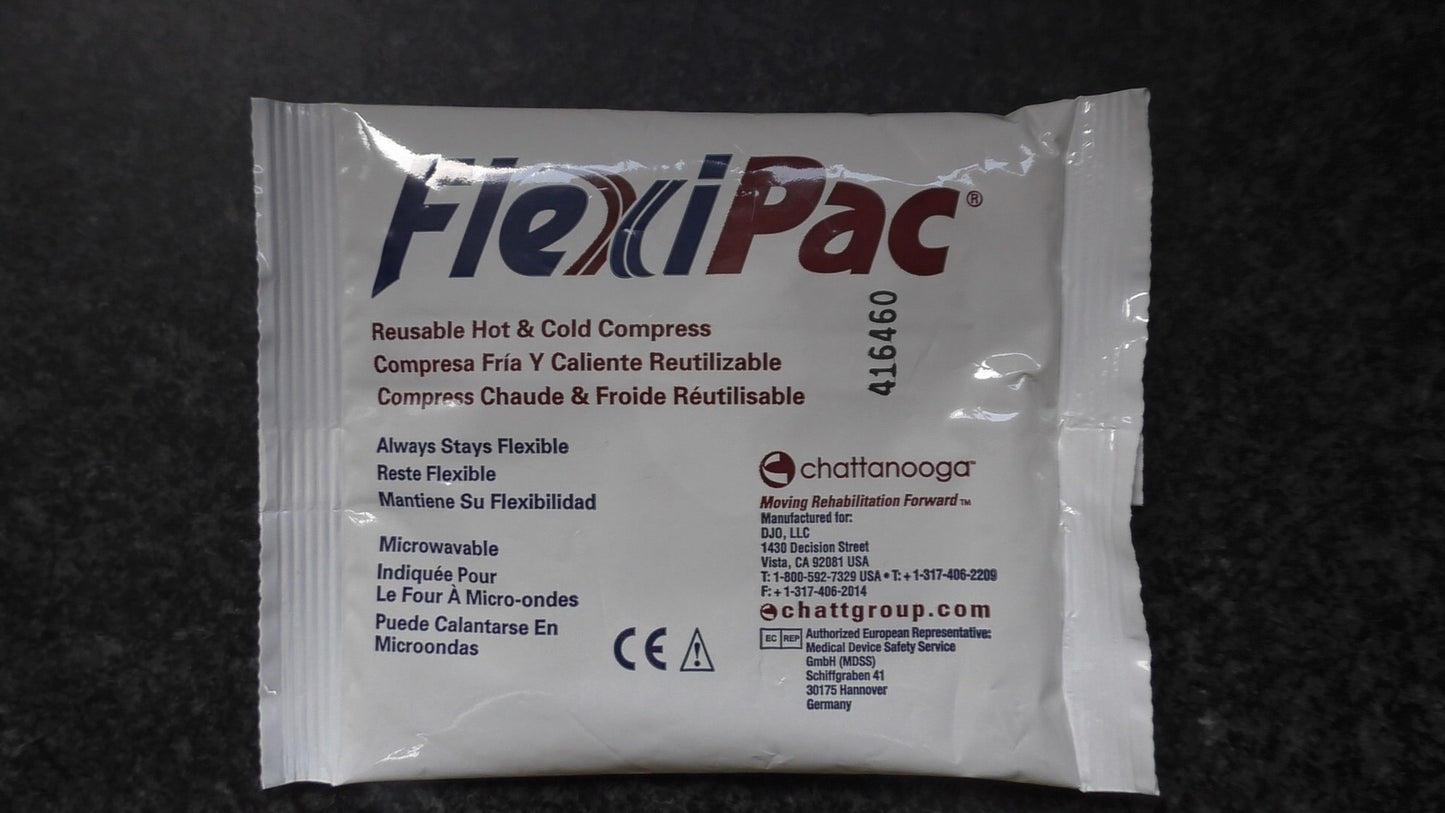 FlexiPac®
Reusable Hot & Cold Compress
Compresa Fría Y Caliente Reutilizable
Compress Chaude & Froide Réutilisable
416460
Always Stays Flexible
Reste Flexible
Mantiene Su Flexibilidad
Microwavable
Indiquée Pour
Le Four À Micro-ondes
Puede Calantarse En
Microondas
CE
chattanooga™
Moving Rehabilitation Forward™
Manufactured for:
DJO, LLC
1430 Decision Street
Vista, CA 92081 USA
T: 1-800-592-7329 USA • T: + 1-317-406-2209
F: + 1-317-406-2014
chattgroup.com
EC REP
Authorized European Representative:
Medical Device Safety Service
GmbH (MDSS)
Schiffgraben 41
30175 Hannover
Germany